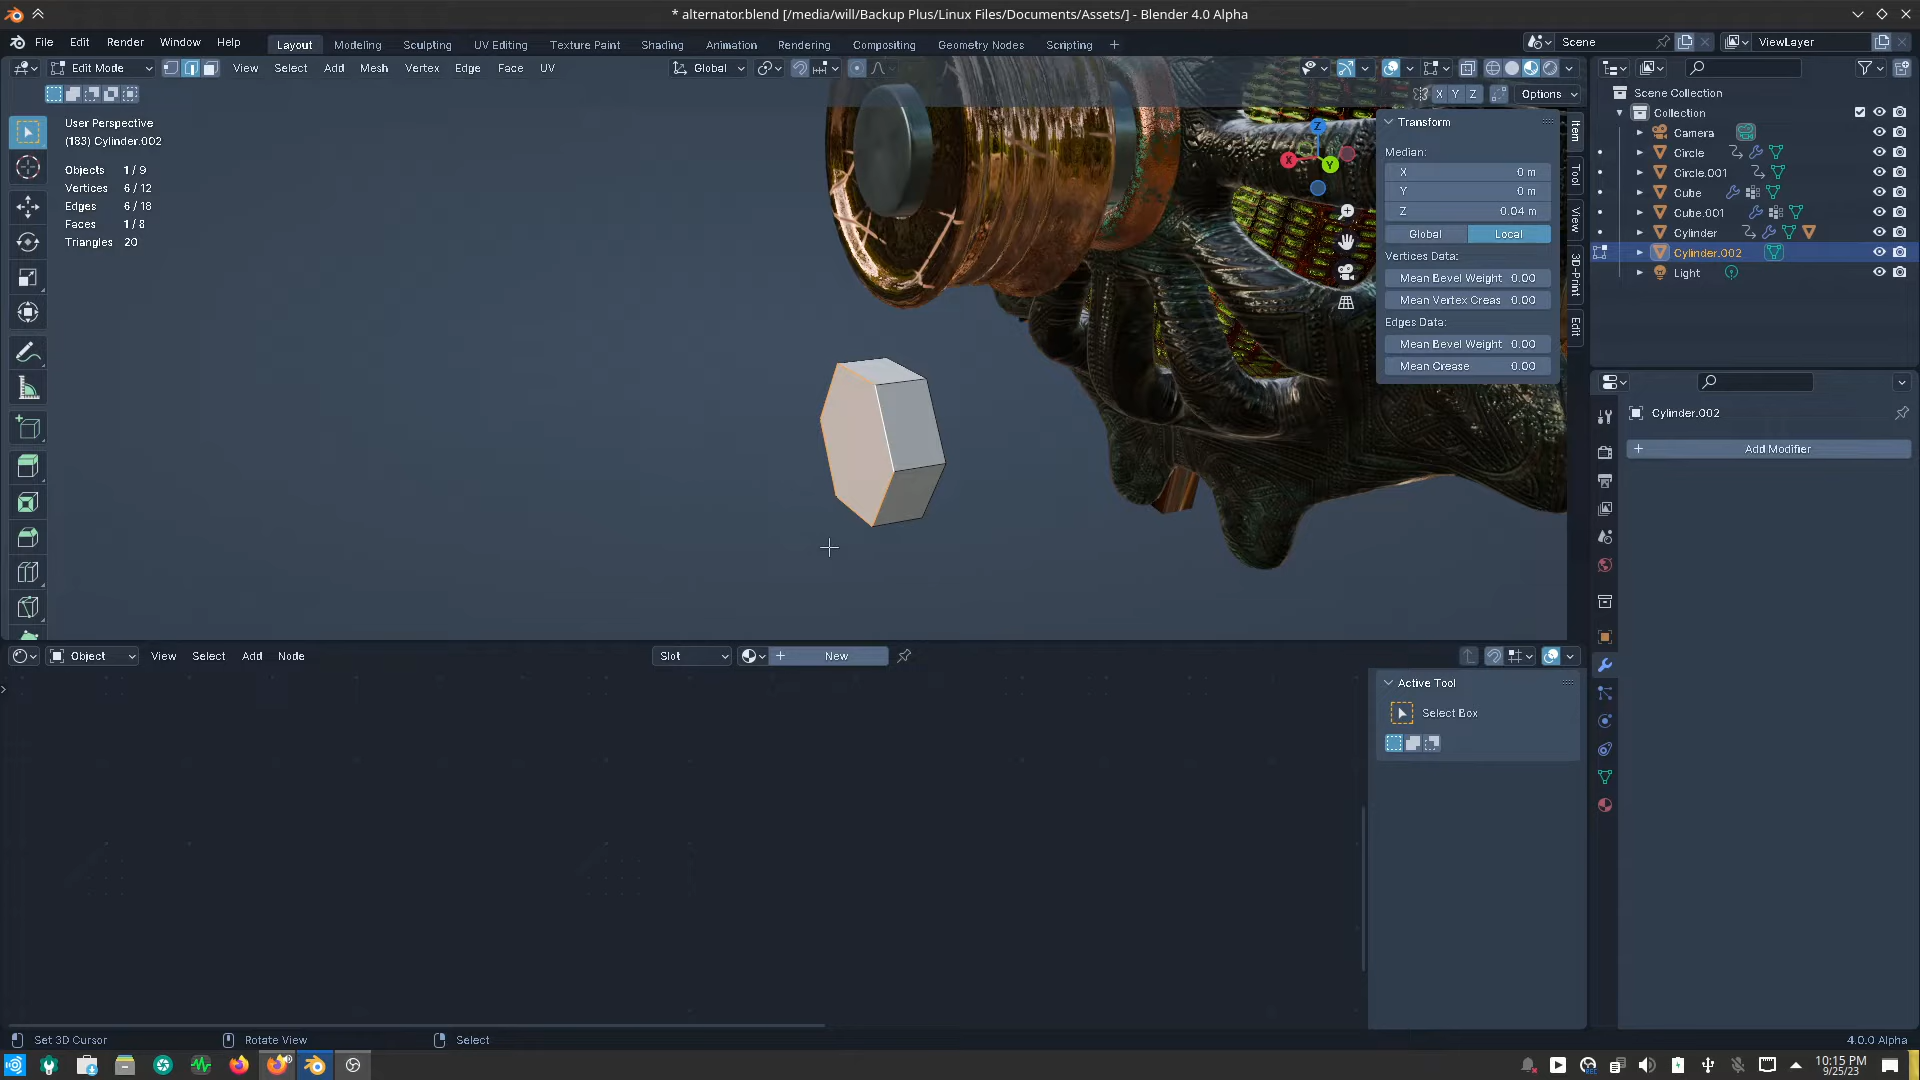 * alternator.blend [/media/will/Backup Plus/Linux Files/Documents/Assets/] - Blender 4.0 Alpha
File Edit Render Window Help Layout Modeling Sculpting UV Editing Texture Paint Shading Animation Rendering Compositing Geometry Nodes Scripting + Scene ViewLayer
Edit Mode View Select Add Mesh Vertex Edge Face UV Global
X Y Z Options
User Perspective
(183) Cylinder.002
Objects 1 / 9
Vertices 6 / 12
Edges 6 / 18
Faces 1 / 8
Triangles 20
Z
X
Y
Transform
Median:
X 0 m
Y 0 m
Z 0.04 m
Global Local
Vertices Data:
Mean Bevel Weight 0.00
Mean Vertex Creas 0.00
Edges Data:
Mean Bevel Weight 0.00
Mean Crease 0.00
Item
Tool
View
3D-Print
Edit
Scene Collection
Collection
Camera
Circle
Circle.001
Cube
Cube.001
Cylinder
Cylinder.002
Light
Cylinder.002
+ Add Modifier
Object View Select Add Node Slot + New
Active Tool
Select Box
Set 3D Cursor Rotate View Select 4.0.0 Alpha
10:15 PM
9/25/23